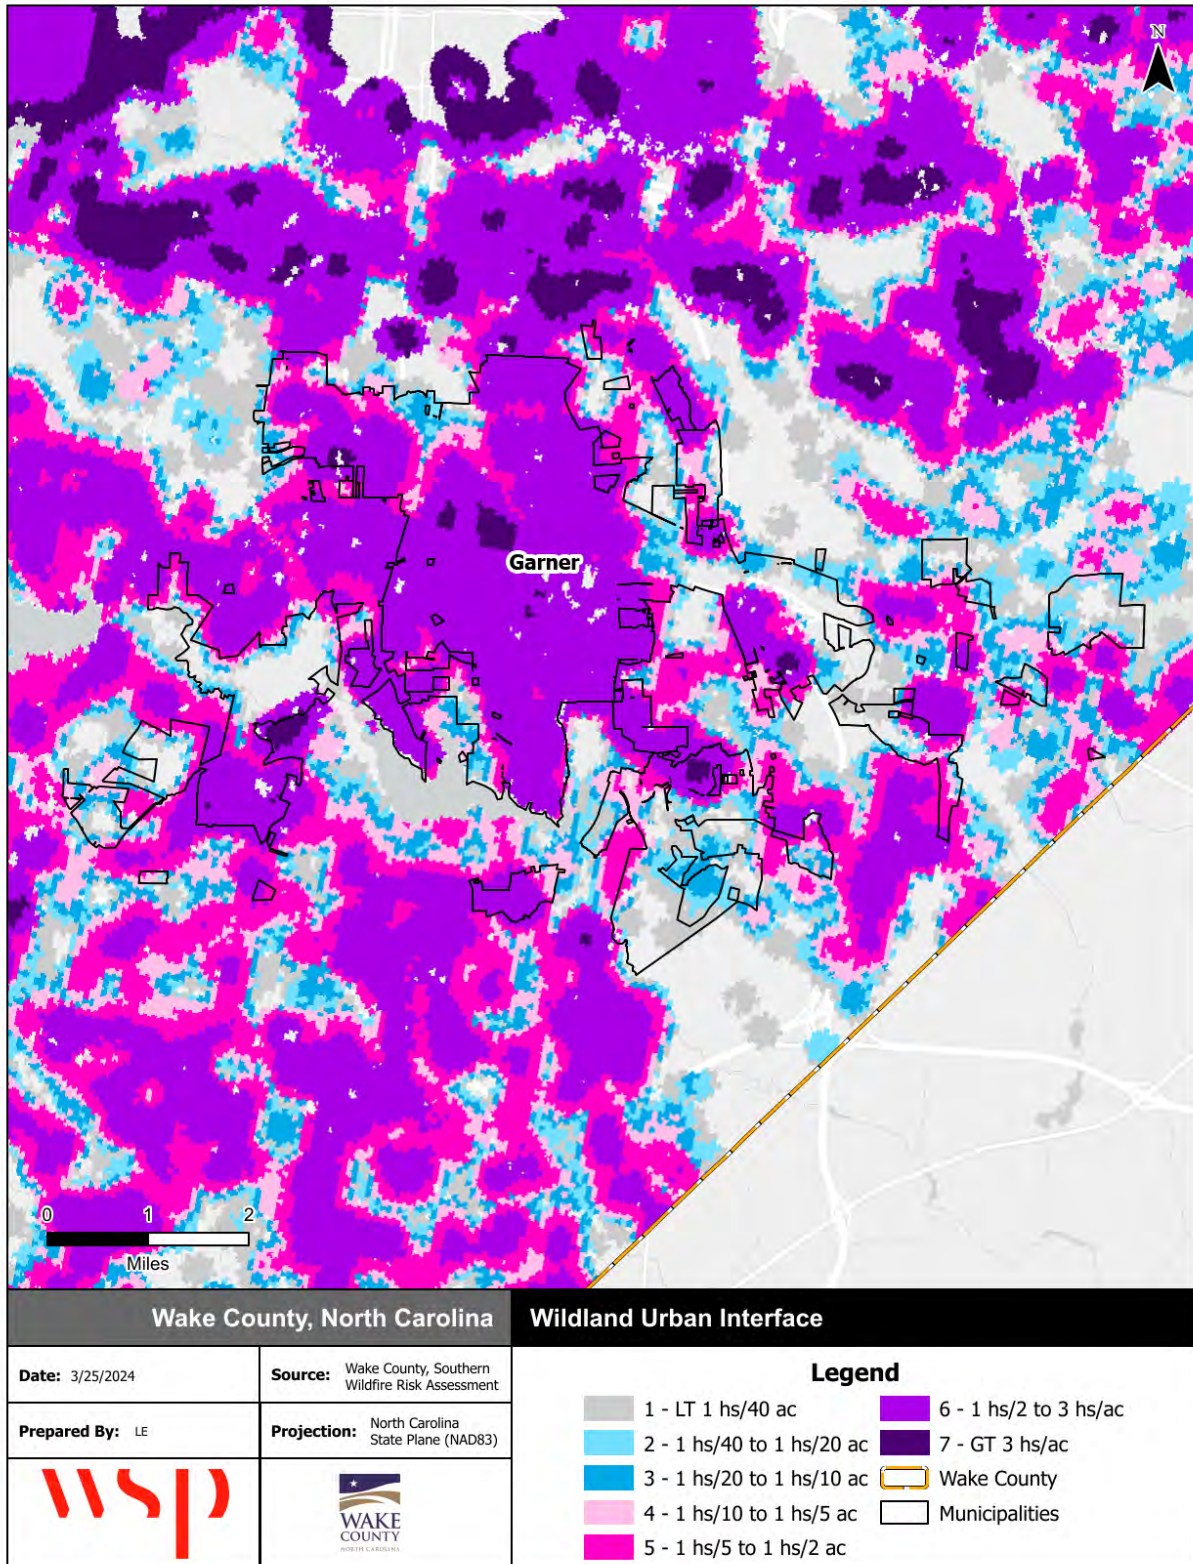 N
Garner
0 1 2
Miles
Wake County, North Carolina
Wildland Urban Interface
Date: 3/25/2024
Source: Wake County, Southern
Wildfire Risk Assessment
Prepared By: LE
Projection: North Carolina
State Plane (NAD83)
wsp
WAKE
COUNTY
NORTH CAROLINA
Legend
1 - LT 1 hs/40 ac
2 - 1 hs/40 to 1 hs/20 ac
3 - 1 hs/20 to 1 hs/10 ac
4 - 1 hs/10 to 1 hs/5 ac
5 - 1 hs/5 to 1 hs/2 ac
6 - 1 hs/2 to 3 hs/ac
7 - GT 3 hs/ac
Wake County
Municipalities